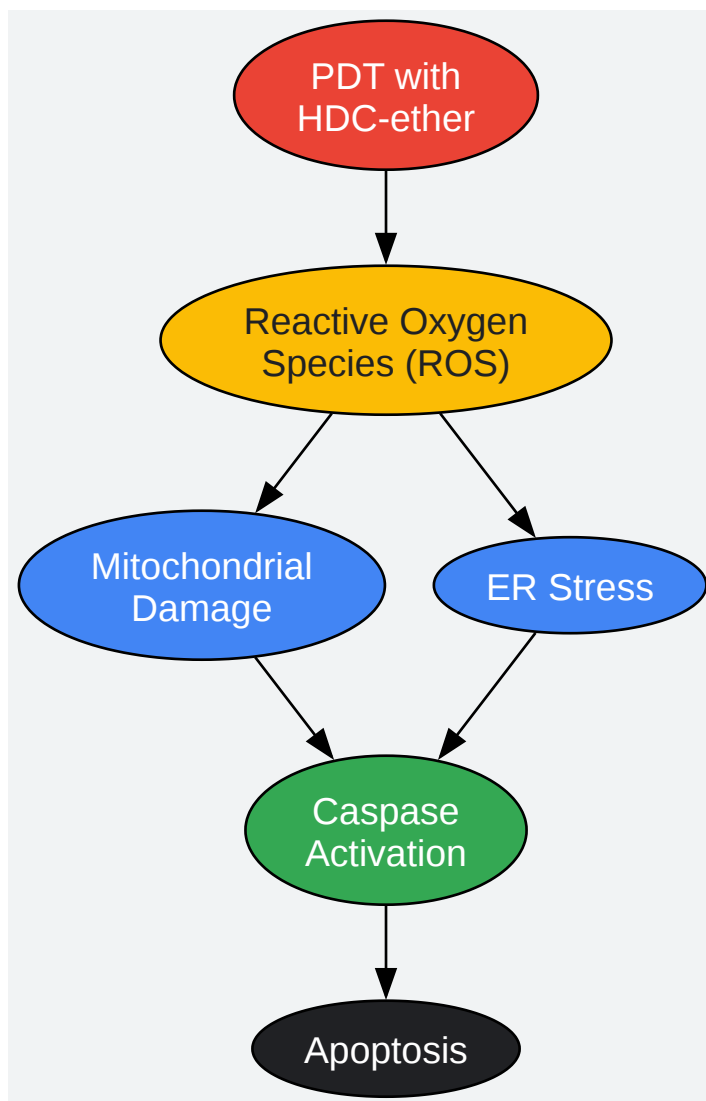 PDT with
HDC-ether
Reactive Oxygen
Species (ROS)
Mitochondrial
Damage
ER Stress
Caspase
Activation
Apoptosis